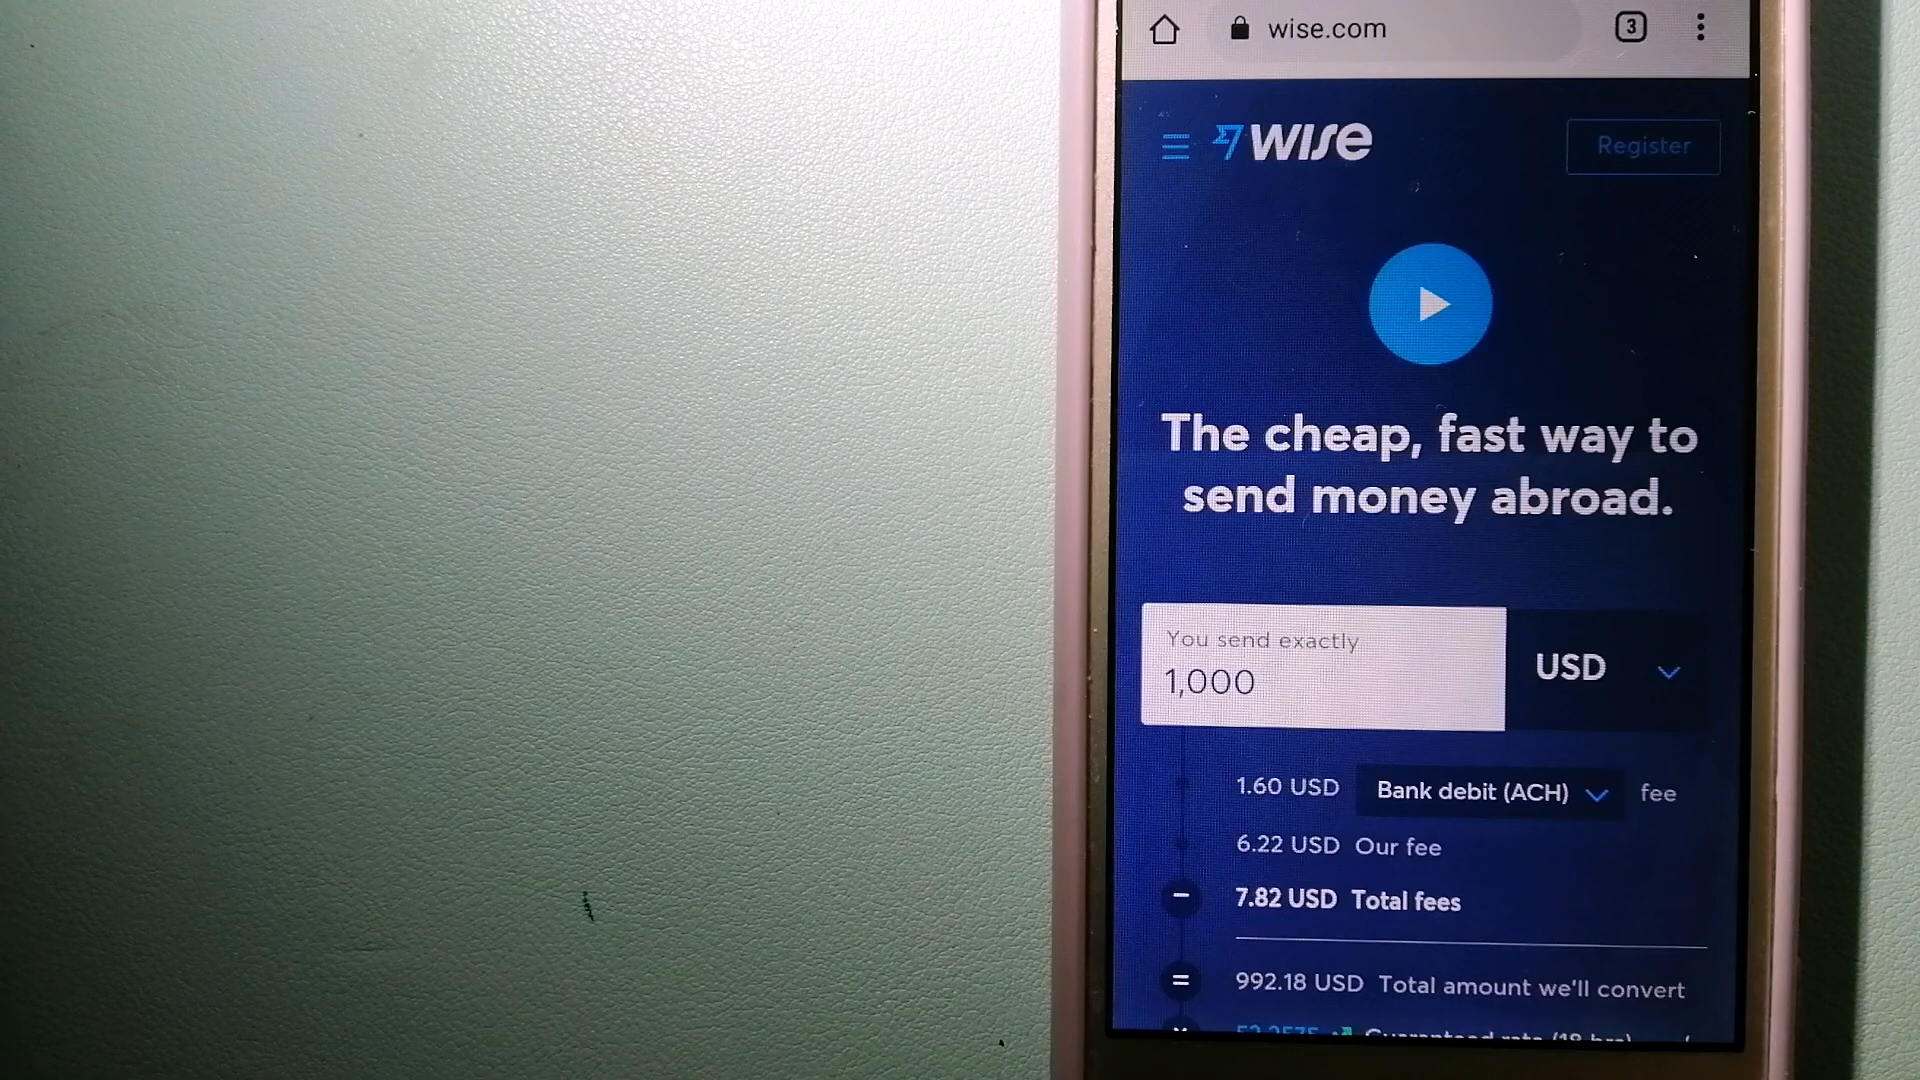 wise.com
3
WISE
Register
The cheap, fast way to
send money abroad.
You send exactly
1,000
USD
1.60 USD Bank debit (ACH) fee
6.22 USD Our fee
7.82 USD Total fees
992.18 USD Total amount we'll convert
Guaranteed rate